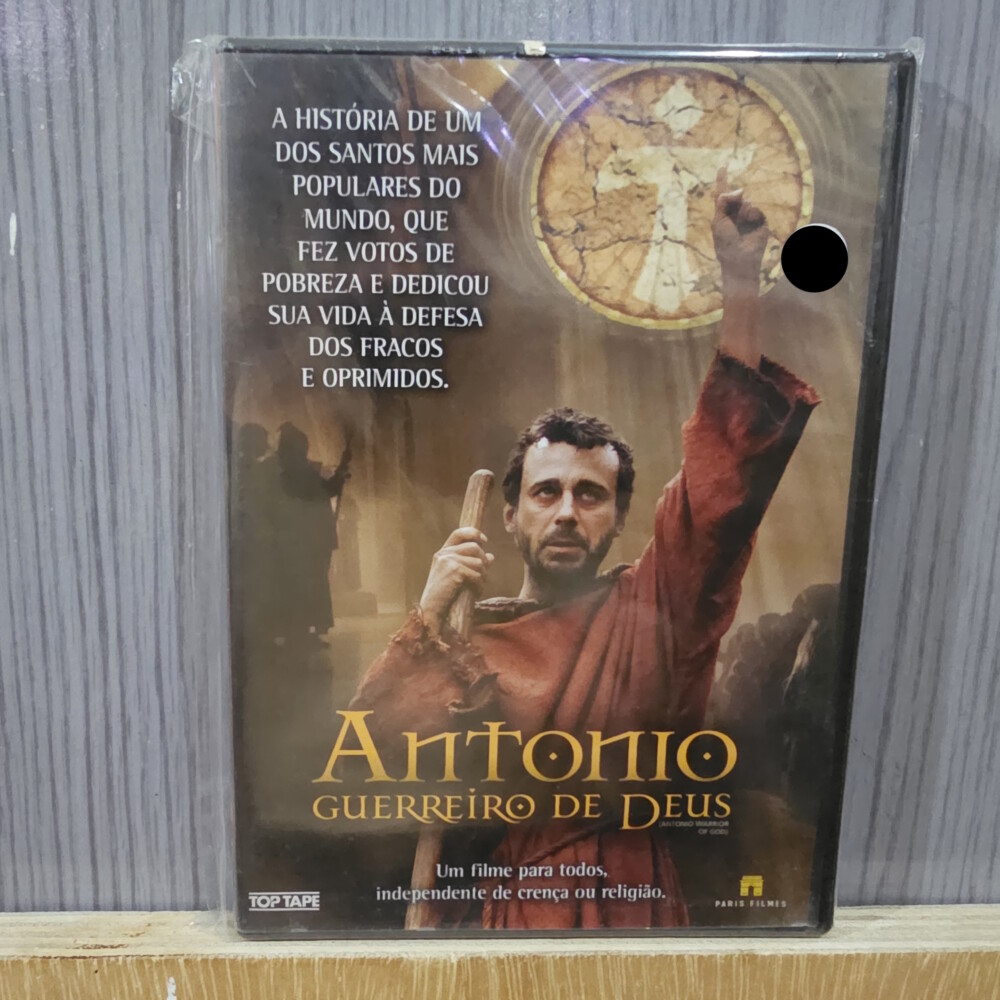 A HISTÓRIA DE UM
DOS SANTOS MAIS
POPULARES DO
MUNDO, QUE
FEZ VOTOS DE
POBREZA E DEDICOU
SUA VIDA À DEFESA
DOS FRACOS
E OPRIMIDOS.
ANTONIO
GUERREIRO DE DEUS
(ANTONIO WARRIOR
OF GOD)
Um filme para todos,
independente de crença ou religião.
TOP TAPE
PARIS FILMES